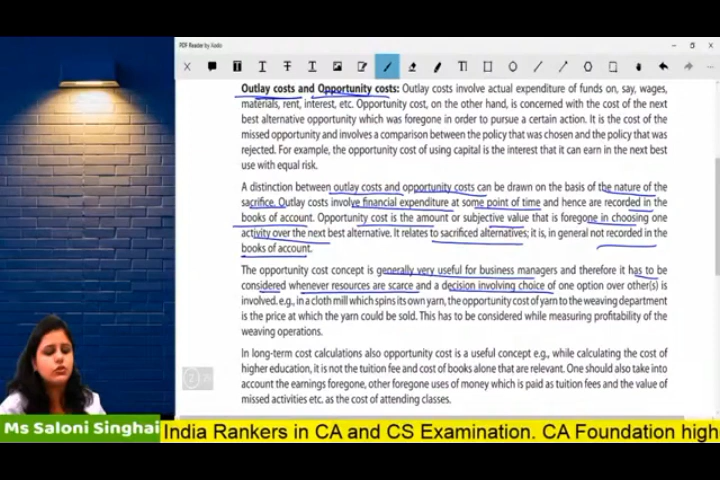 PDF Reader by Xodo
Outlay costs and Opportunity costs: Outlay costs involve actual expenditure of funds on, say, wages,
materials, rent, interest, etc. Opportunity cost, on the other hand, is concerned with the cost of the next
best alternative opportunity which was foregone in order to pursue a certain action. It is the cost of the
missed opportunity and involves a comparison between the policy that was chosen and the policy that was
rejected. For example, the opportunity cost of using capital is the interest that it can earn in the next best
use with equal risk.
A distinction between outlay costs and opportunity costs can be drawn on the basis of the nature of the
sacrifice. Outlay costs involve financial expenditure at some point of time and hence are recorded in the
books of account. Opportunity cost is the amount or subjective value that is foregone in choosing one
activity over the next best alternative. It relates to sacrificed alternatives; it is, in general not recorded in the
books of account.
The opportunity cost concept is generally very useful for business managers and therefore it has to be
considered whenever resources are scarce and a decision involving choice of one option over other(s) is
involved. e.g., in a cloth mill which spins its own yarn, the opportunity cost of yarn to the weaving department
is the price at which the yarn could be sold. This has to be considered while measuring profitability of the
weaving operations.
In long-term cost calculations also opportunity cost is a useful concept e.g., while calculating the cost of
higher education, it is not the tuition fee and cost of books alone that are relevant. One should also take into
account the earnings foregone, other foregone uses of money which is paid as tuition fees and the value of
missed activities etc. as the cost of attending classes.
Ms Saloni Singhai
India Rankers in CA and CS Examination. CA Foundation high